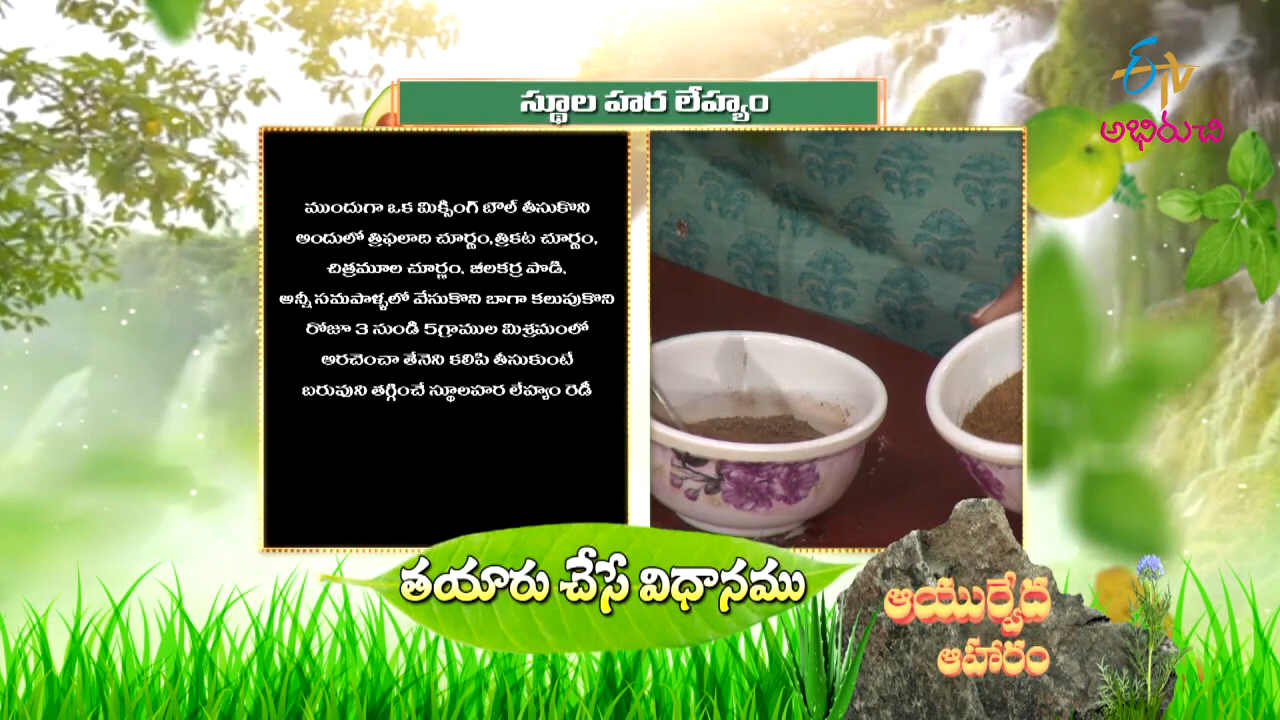 స్థూల హర లేహ్యం
ETV
అభిరుచి
ముందుగా ఒక మిక్సింగ్ బౌల్ తీసుకొని
అందులో త్రిఫలాది చూర్ణం,త్రికట చూర్ణం,
చిత్రమూల చూర్ణం, జీలకర్ర పొడి,
అన్నీ సమపాళ్ళలో వేసుకొని బాగా కలుపుకొని
రోజూ 3 నుండి 5గ్రాముల మిశ్రమంలో
అరచెంచా తేనెని కలిపి తీసుకుంటే
బరువుని తగ్గించే స్థూలహర లేహ్యం రెడీ
తయారు చేసే విధానము
ఆయుర్వేద
ఆహారం